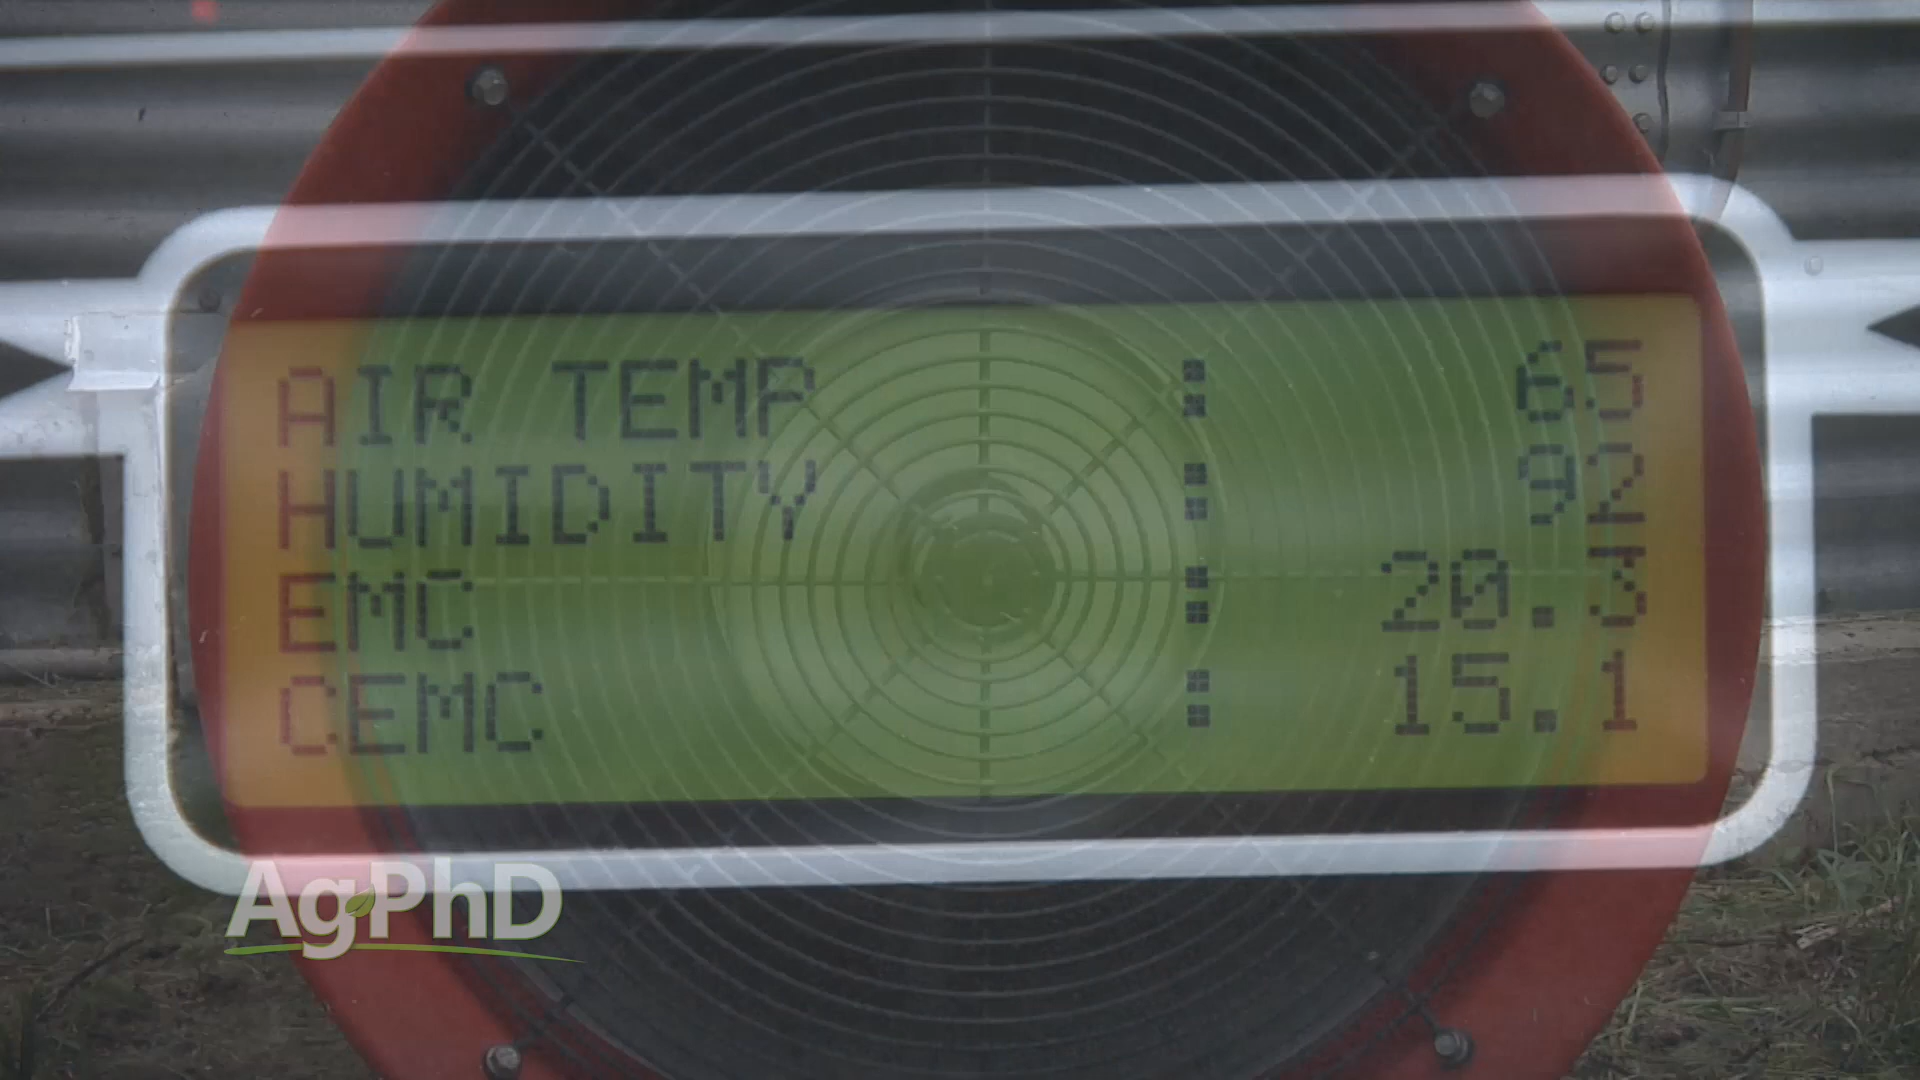 AIR TEMP : 65
HUMIDITY : 92
EMC : 20.3
CEMC : 15.1
AgPhD